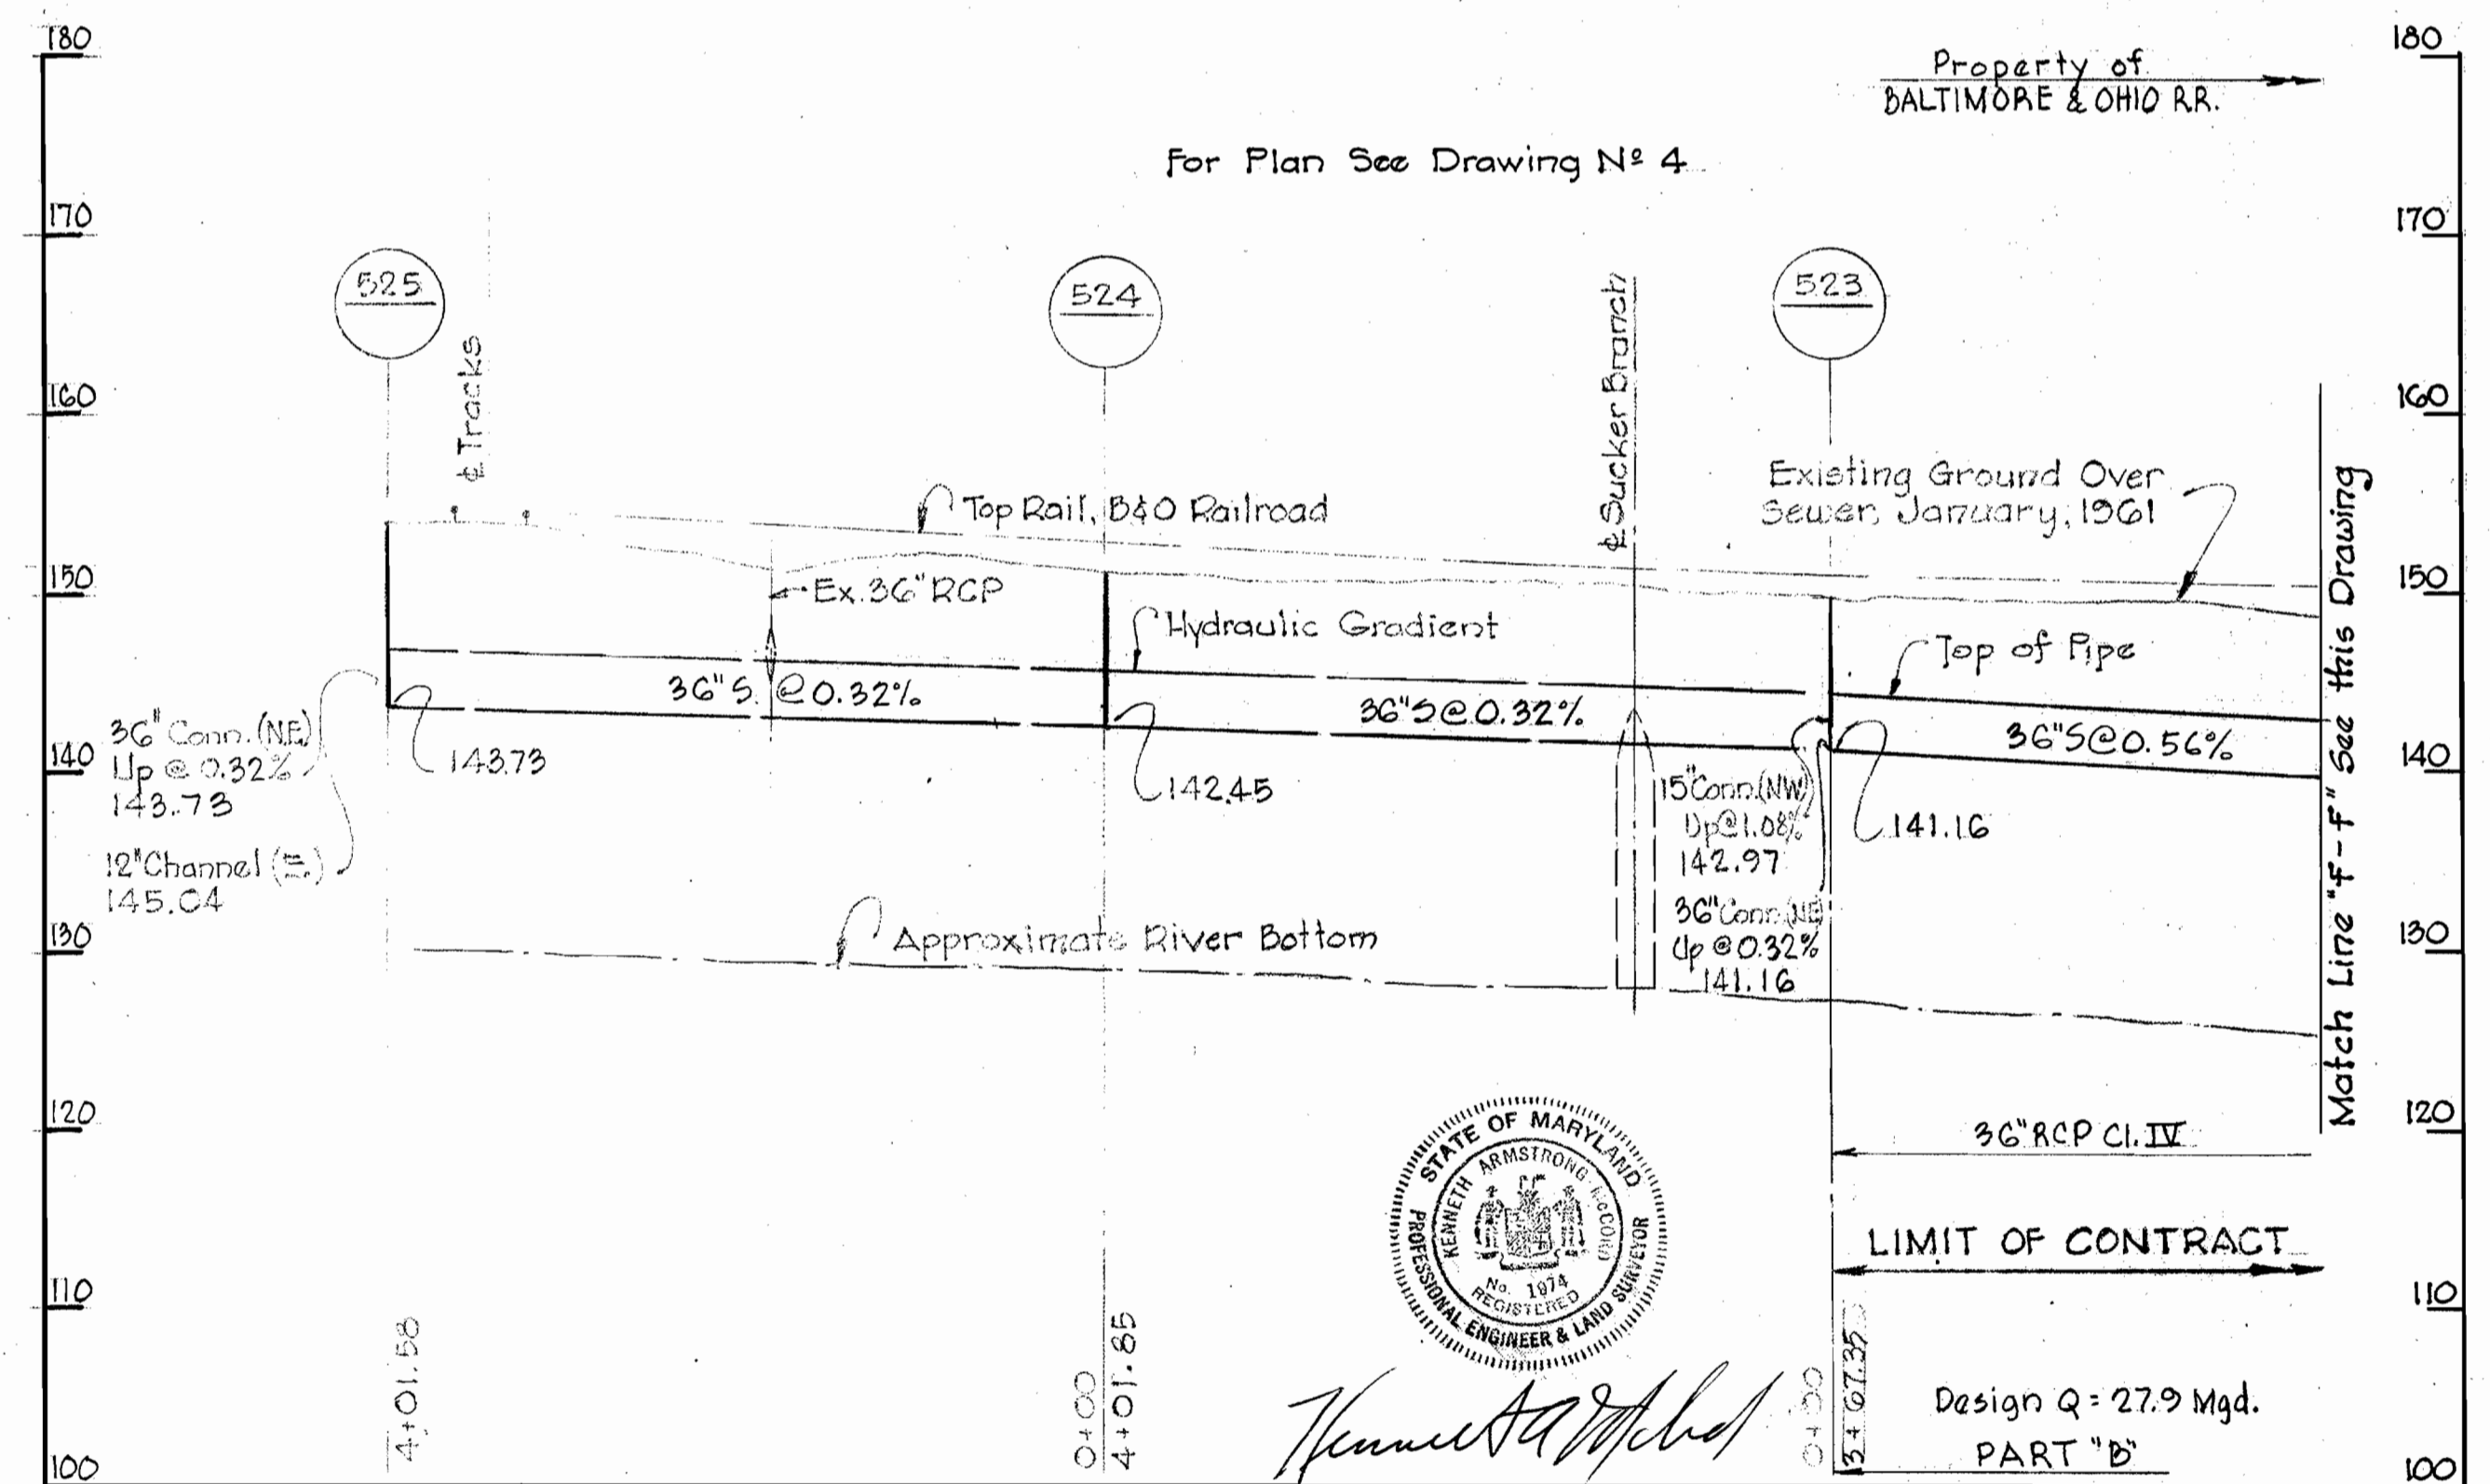 180
180
Property of
BALTIMORE & OHIO RR.
For Plan See Drawing Nº 4
170
170
525
524
523
℄ Tracks
℄ Sucker Branch
160
160
Existing Ground Over
Sewer, January, 1961
Top Rail, B&O Railroad
Match Line "F-F" See this Drawing
150
150
Ex. 36" RCP
Hydraulic Gradient
Top of Pipe
36" S. @ 0.32%
36" S @ 0.32%
36" S @ 0.56%
36" Conn. (N.E.)
Up @ 0.32%
143.73
140
140
143.73
142.45
15" Conn. (NW)
Up @ 1.08%
142.97
141.16
12" Channel (E.)
145.04
36" Conn. (NE)
Up @ 0.32%
141.16
130
130
Approximate River Bottom
120
120
36" RCP Cl. IV
STATE OF MARYLAND
KENNETH ARMSTRONG McCORD
No. 1974
REGISTERED
PROFESSIONAL ENGINEER & LAND SURVEYOR
LIMIT OF CONTRACT
110
110
4+01.58
0+00
4+01.85
0+00
13+67.35
Design Q = 27.9 Mgd.
PART "B"
100
100